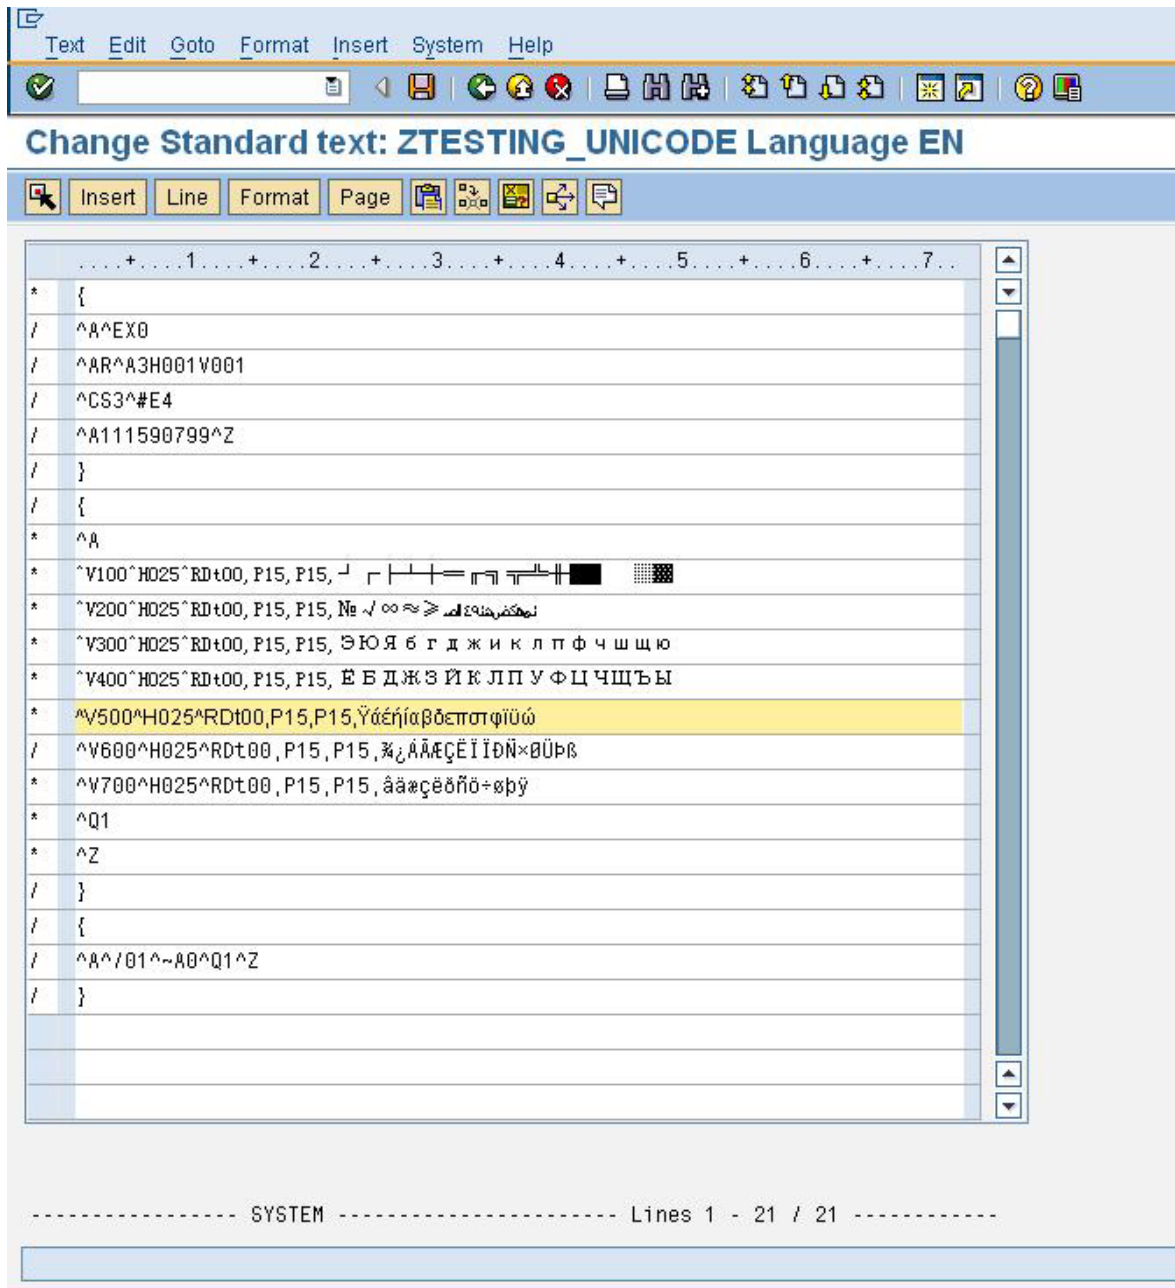 Text Edit Goto Format Insert System Help
Change Standard text: ZTESTING_UNICODE Language EN
Insert Line Format Page
....+....1....+....2....+....3....+....4....+....5....+....6....+....7..
* {
/ ^A^EX0
/ ^AR^A3H001V001
/ ^CS3^#E4
/ ^A111590799^Z
/ }
/ {
* ^A
* ^V100^H025^RDt00,P15,P15,
* ^V200^H025^RDt00,P15,P15,№√∞≈≥
* ^V300^H025^RDt00,P15,P15,ЭЮЯбгджиклпфчшщю
* ^V400^H025^RDt00,P15,P15,ЁБДЖЗЙКЛПУФЦЧЩЪЫ
* ^V500^H025^RDt00,P15,P15,Ÿάέήίαβδεπστφϊϋώ
/ ^V600^H025^RDt00,P15,P15,¾¿ÁÃÆÇËÎÏÐÑ×ØÜÞß
* ^V700^H025^RDt00,P15,P15,âäæçëðñö÷øþÿ
* ^Q1
* ^Z
/ }
/ {
/ ^A^/01^~A0^Q1^Z
/ }
----------------- SYSTEM ----------------------- Lines 1 - 21 / 21 ------------